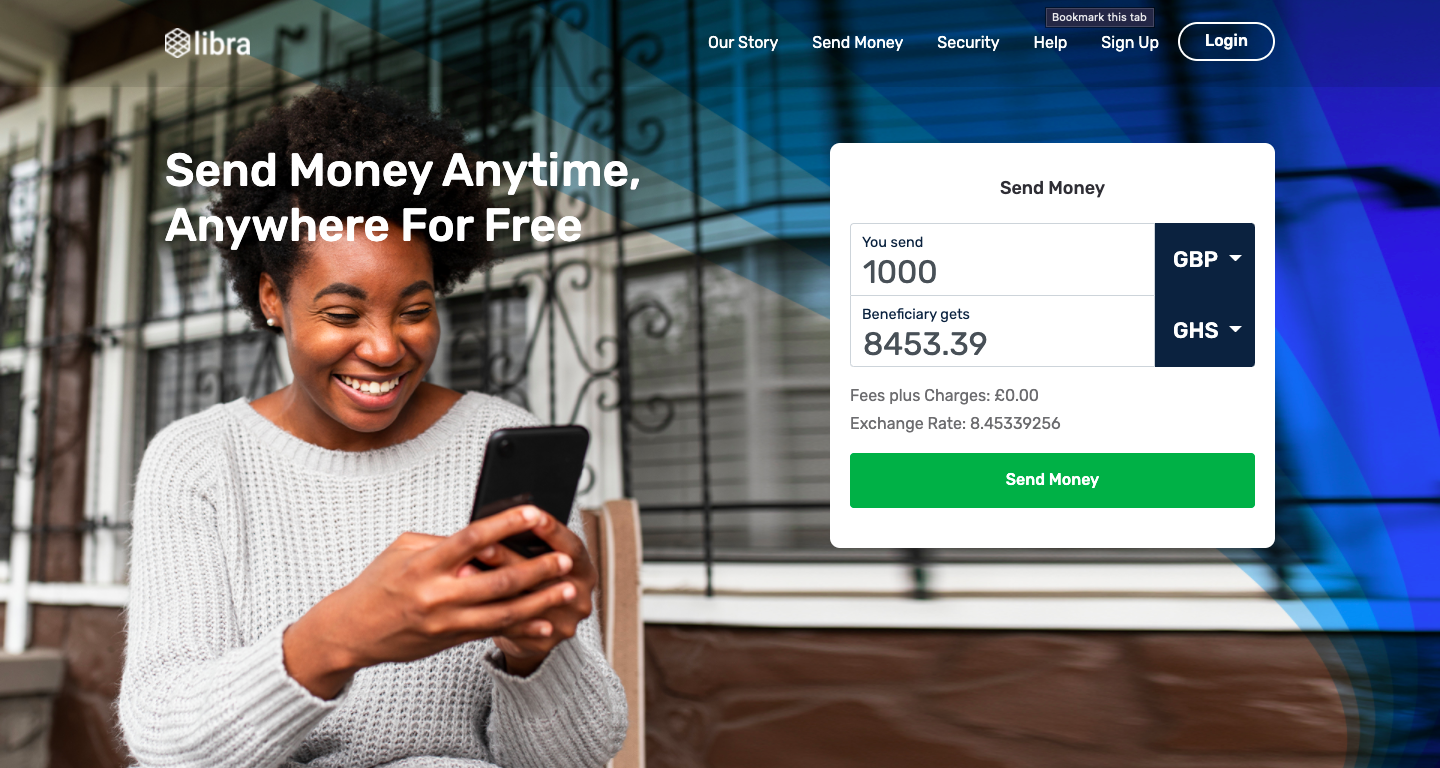 Bookmark this tab
libra
Our Story Send Money Security Help Sign Up Login
Send Money Anytime,
Anywhere For Free
Send Money
You send
1000 GBP
Beneficiary gets
8453.39 GHS
Fees plus Charges: £0.00
Exchange Rate: 8.45339256
Send Money